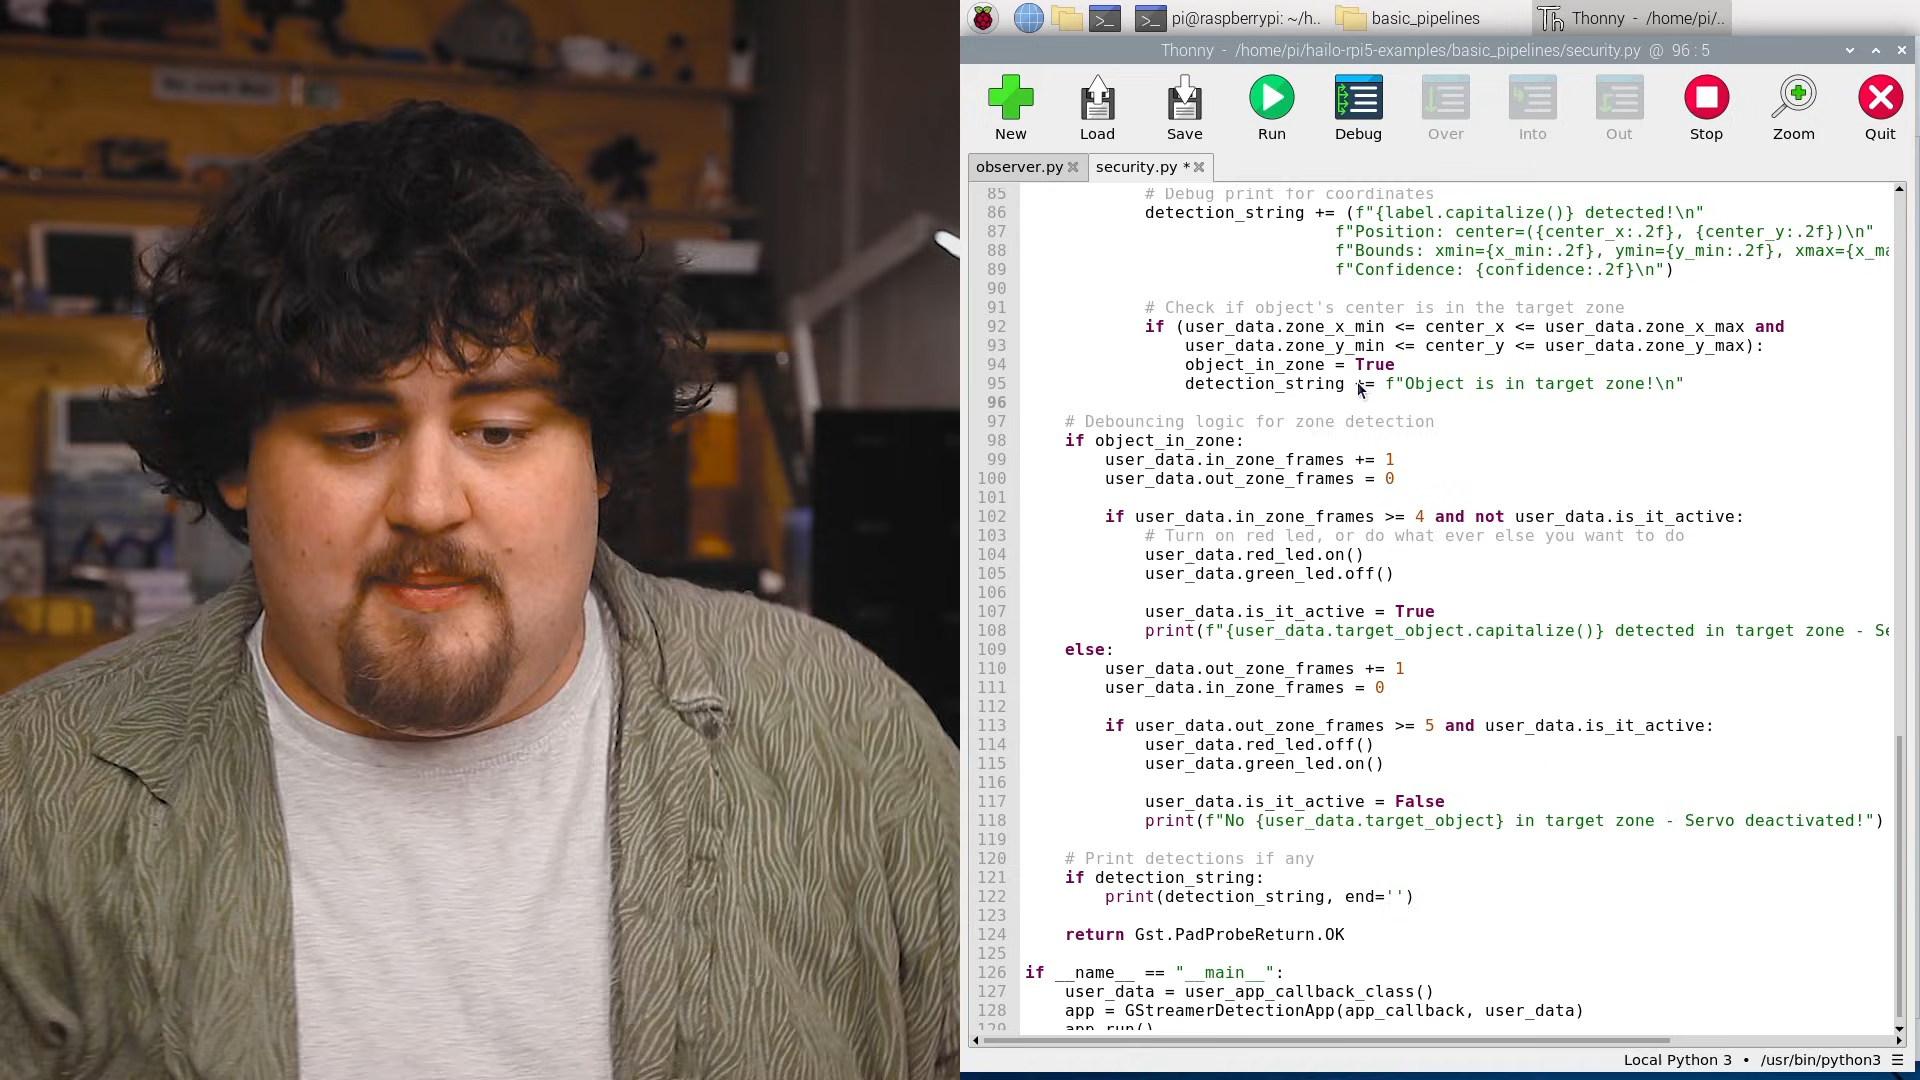 pi@raspberrypi: ~/h..
basic_pipelines
Thonny - /home/pi/..
Thonny - /home/pi/hailo-rpi5-examples/basic_pipelines/security.py @ 96 : 5
New
Load
Save
Run
Debug
Over
Into
Out
Stop
Zoom
Quit
observer.py
security.py *
85 # Debug print for coordinates
86 detection_string += (f"{label.capitalize()} detected!\n"
87 f"Position: center=({center_x:.2f}, {center_y:.2f})\n"
88 f"Bounds: xmin={x_min:.2f}, ymin={y_min:.2f}, xmax={x_ma
89 f"Confidence: {confidence:.2f}\n")
90
91 # Check if object's center is in the target zone
92 if (user_data.zone_x_min <= center_x <= user_data.zone_x_max and
93 user_data.zone_y_min <= center_y <= user_data.zone_y_max):
94 object_in_zone = True
95 detection_string += f"Object is in target zone!\n"
96
97 # Debouncing logic for zone detection
98 if object_in_zone:
99 user_data.in_zone_frames += 1
100 user_data.out_zone_frames = 0
101
102 if user_data.in_zone_frames >= 4 and not user_data.is_it_active:
103 # Turn on red led, or do what ever else you want to do
104 user_data.red_led.on()
105 user_data.green_led.off()
106
107 user_data.is_it_active = True
108 print(f"{user_data.target_object.capitalize()} detected in target zone - Se
109 else:
110 user_data.out_zone_frames += 1
111 user_data.in_zone_frames = 0
112
113 if user_data.out_zone_frames >= 5 and user_data.is_it_active:
114 user_data.red_led.off()
115 user_data.green_led.on()
116
117 user_data.is_it_active = False
118 print(f"No {user_data.target_object} in target zone - Servo deactivated!")
119
120 # Print detections if any
121 if detection_string:
122 print(detection_string, end='')
123
124 return Gst.PadProbeReturn.OK
125
126 if __name__ == "__main__":
127 user_data = user_app_callback_class()
128 app = GStreamerDetectionApp(app_callback, user_data)
129 app.run()
Local Python 3 • /usr/bin/python3